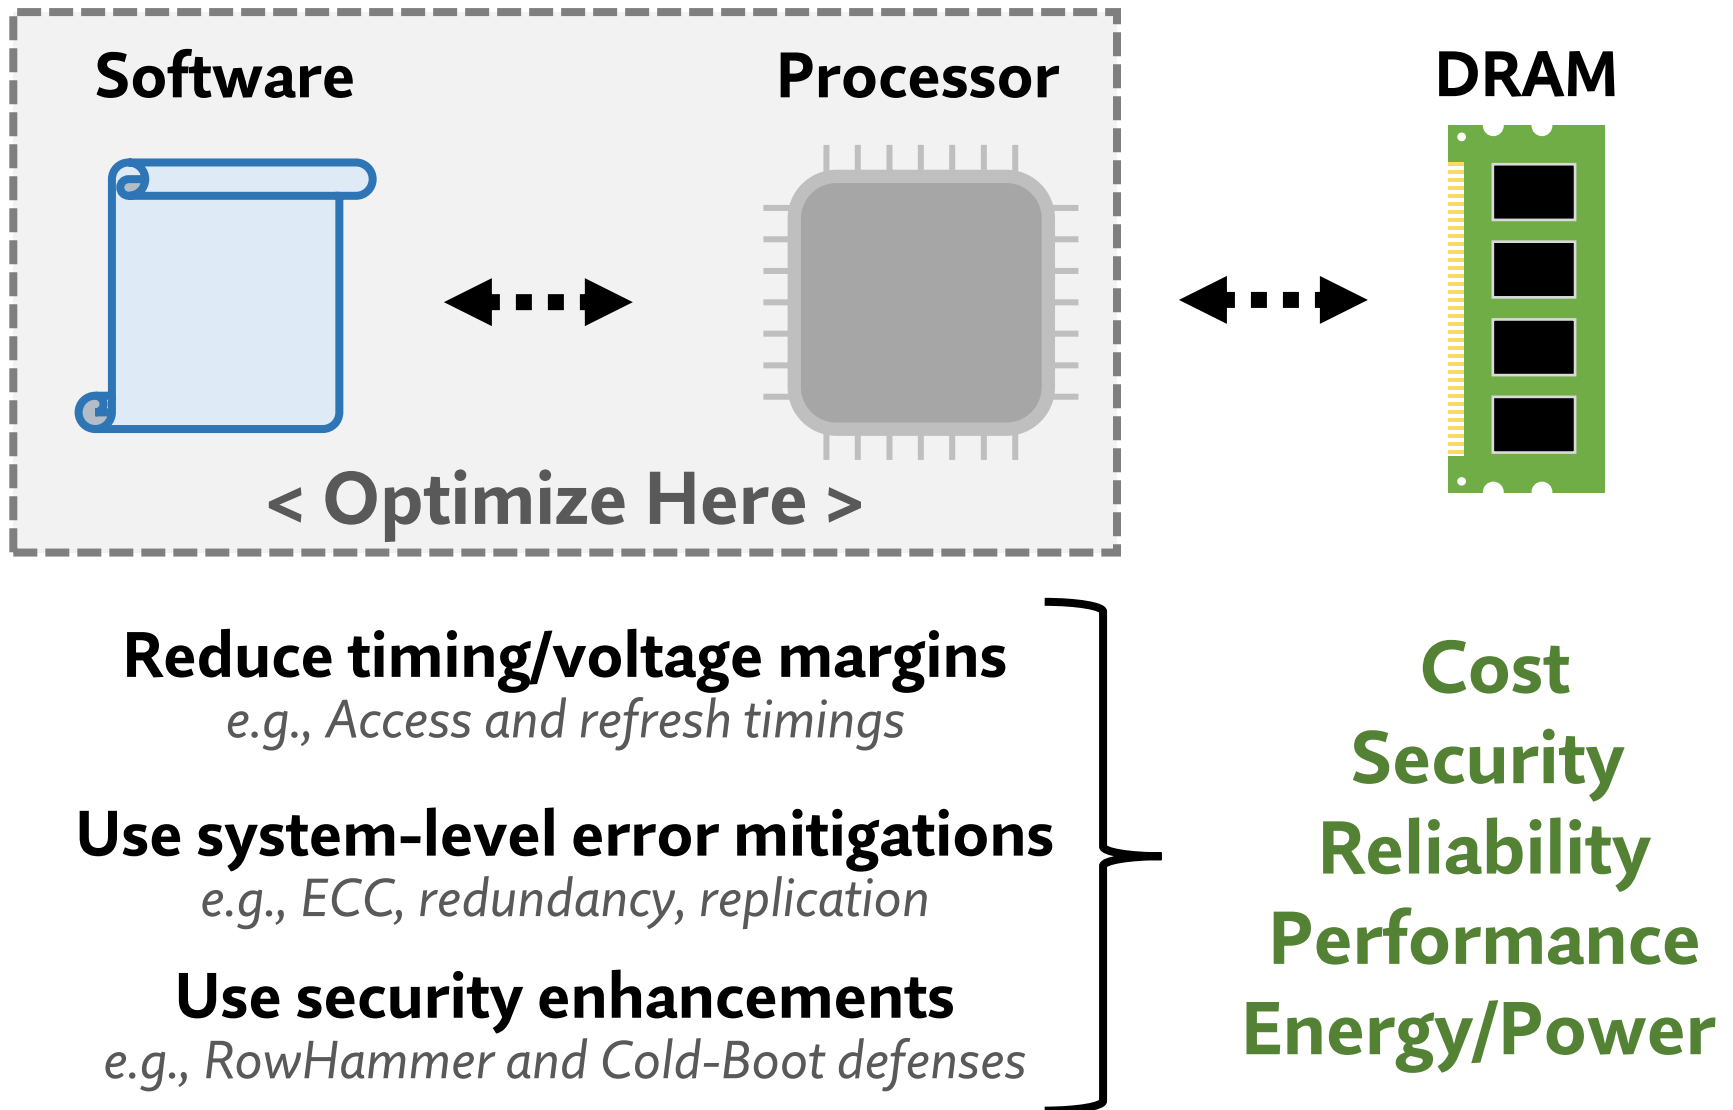 Software
Processor
DRAM
< Optimize Here >
Reduce timing/voltage margins
e.g., Access and refresh timings
Use system-level error mitigations
e.g., ECC, redundancy, replication
Use security enhancements
e.g., RowHammer and Cold-Boot defenses
Cost
Security
Reliability
Performance
Energy/Power